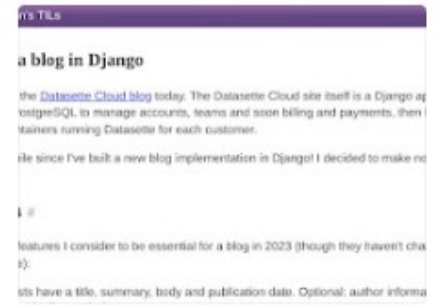 n's TILs
a blog in Django
the Datasette Cloud blog today. The Datasette Cloud site itself is a Django ap
ostgreSQL to manage accounts, teams and soon billing and payments, then
tainers running Datasette for each customer.
ile since I've built a new blog implementation in Django! I decided to make no
#
features I consider to be essential for a blog in 2023 (though they haven't cha
e):
sts have a title, summary, body and publication date. Optional: author informa